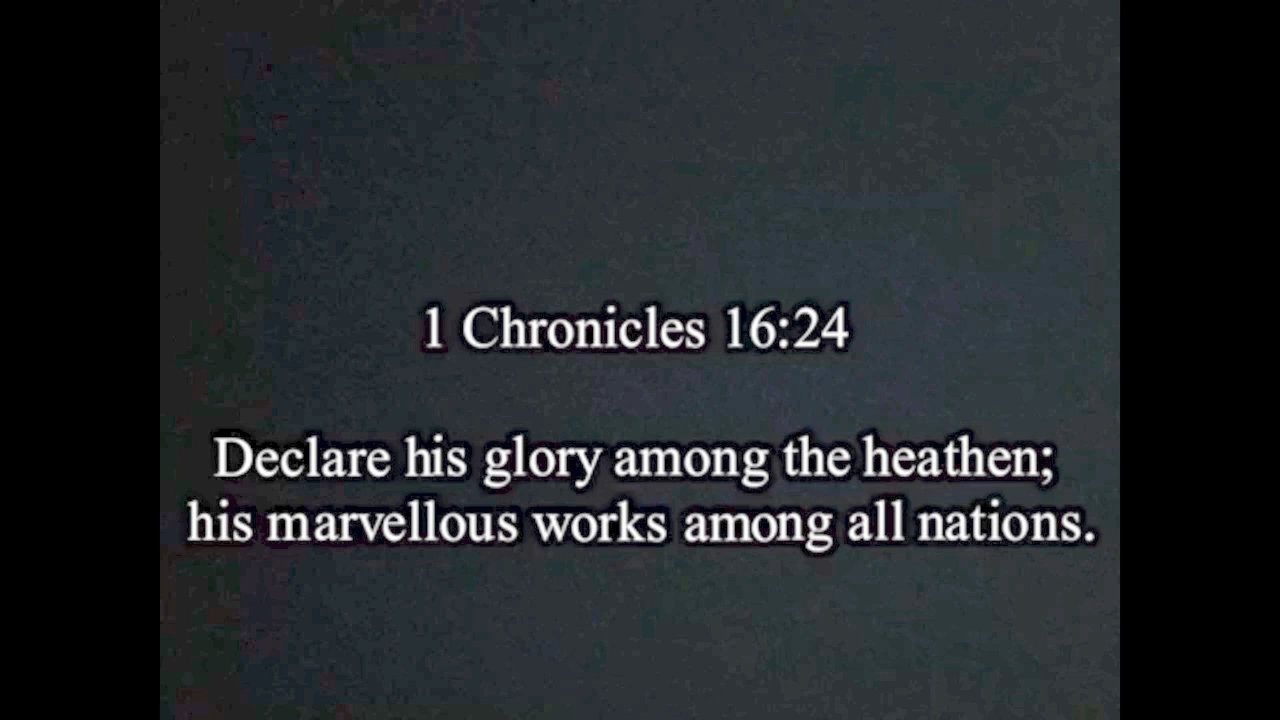 1 Chronicles 16:24
Declare his glory among the heathen;
his marvellous works among all nations.